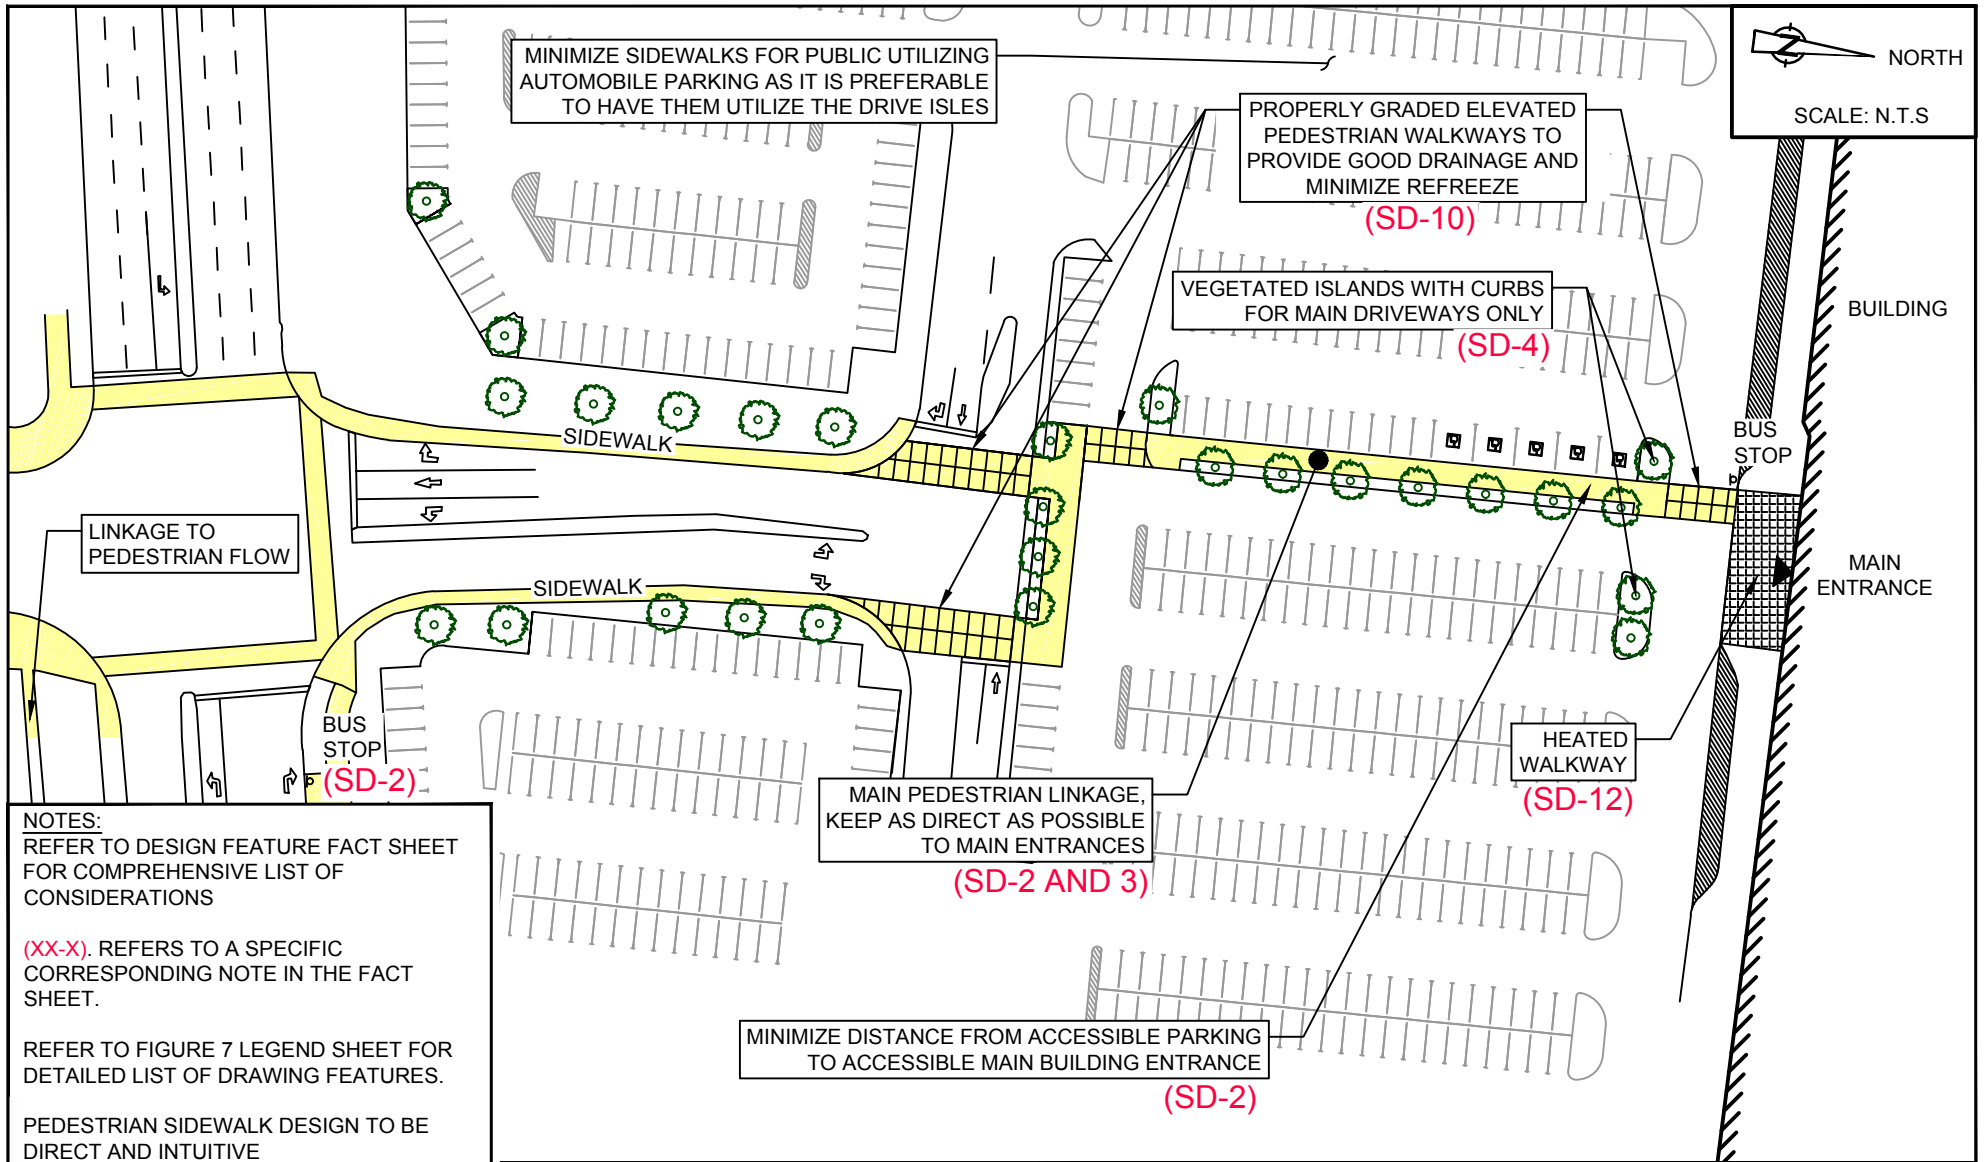 MINIMIZE SIDEWALKS FOR PUBLIC UTILIZING
AUTOMOBILE PARKING AS IT IS PREFERABLE
TO HAVE THEM UTILIZE THE DRIVE ISLES
NORTH
SCALE: N.T.S
PROPERLY GRADED ELEVATED
PEDESTRIAN WALKWAYS TO
PROVIDE GOOD DRAINAGE AND
MINIMIZE REFREEZE
(SD-10)
VEGETATED ISLANDS WITH CURBS
FOR MAIN DRIVEWAYS ONLY
(SD-4)
BUILDING
BUS
STOP
SIDEWALK
LINKAGE TO
PEDESTRIAN FLOW
SIDEWALK
MAIN
ENTRANCE
BUS
STOP
(SD-2)
HEATED
WALKWAY
(SD-12)
MAIN PEDESTRIAN LINKAGE,
KEEP AS DIRECT AS POSSIBLE
TO MAIN ENTRANCES
(SD-2 AND 3)
MINIMIZE DISTANCE FROM ACCESSIBLE PARKING
TO ACCESSIBLE MAIN BUILDING ENTRANCE
(SD-2)
NOTES:
REFER TO DESIGN FEATURE FACT SHEET
FOR COMPREHENSIVE LIST OF
CONSIDERATIONS
(XX-X). REFERS TO A SPECIFIC
CORRESPONDING NOTE IN THE FACT
SHEET.
REFER TO FIGURE 7 LEGEND SHEET FOR
DETAILED LIST OF DRAWING FEATURES.
PEDESTRIAN SIDEWALK DESIGN TO BE
DIRECT AND INTUITIVE